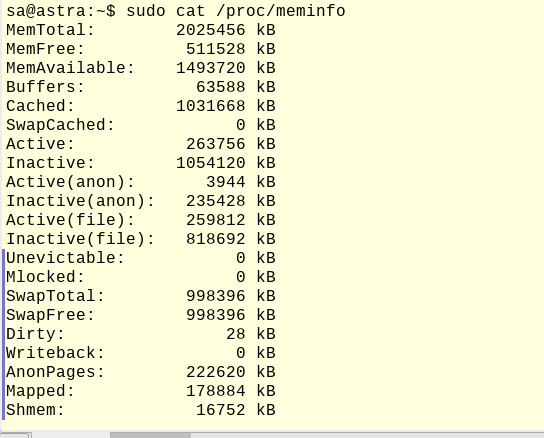 sa@astra:~$ sudo cat /proc/meminfo
MemTotal:        2025456 kB
MemFree:          511528 kB
MemAvailable:    1493720 kB
Buffers:           63588 kB
Cached:          1031668 kB
SwapCached:            0 kB
Active:           263756 kB
Inactive:        1054120 kB
Active(anon):       3944 kB
Inactive(anon):   235428 kB
Active(file):     259812 kB
Inactive(file):   818692 kB
Unevictable:           0 kB
Mlocked:               0 kB
SwapTotal:        998396 kB
SwapFree:         998396 kB
Dirty:                28 kB
Writeback:             0 kB
AnonPages:        222620 kB
Mapped:           178884 kB
Shmem:             16752 kB